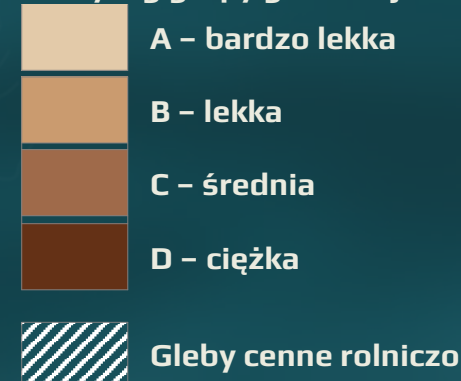 A – bardzo lekka
B – lekka
C – średnia
D – ciężka
Gleby cenne rolniczo